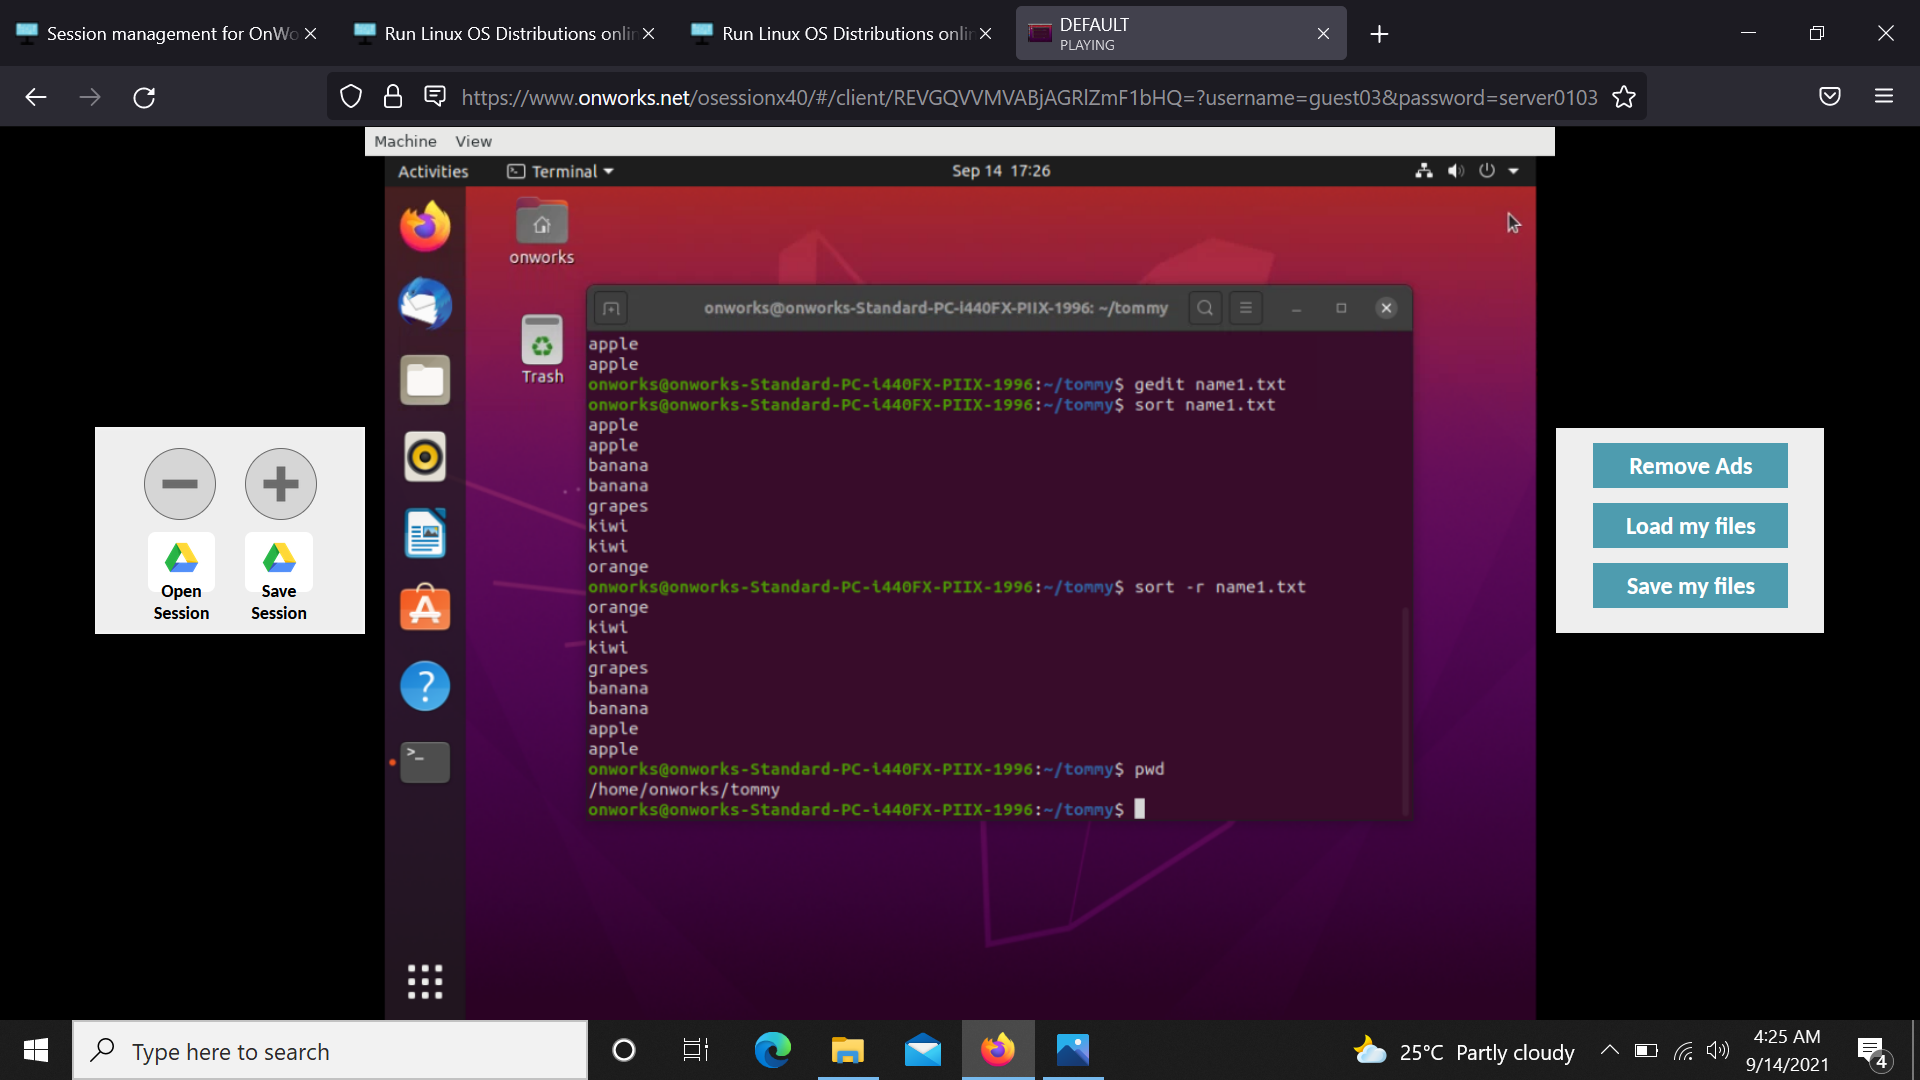 Session management for OnWo
Run Linux OS Distributions onlin
Run Linux OS Distributions onlin
DEFAULT
PLAYING
https://www.onworks.net/osessionx40/#/client/REVGQVVMVABjAGRlZmF1bHQ=?username=guest03&password=server0103
Machine View
Activities Terminal Sep 14 17:26
onworks
Trash
onworks@onworks-Standard-PC-i440FX-PIIX-1996: ~/tommy
apple
apple
onworks@onworks-Standard-PC-i440FX-PIIX-1996:~/tommy$ gedit name1.txt
onworks@onworks-Standard-PC-i440FX-PIIX-1996:~/tommy$ sort name1.txt
apple
apple
banana
banana
grapes
kiwi
kiwi
orange
onworks@onworks-Standard-PC-i440FX-PIIX-1996:~/tommy$ sort -r name1.txt
orange
kiwi
kiwi
grapes
banana
banana
apple
apple
onworks@onworks-Standard-PC-i440FX-PIIX-1996:~/tommy$ pwd
/home/onworks/tommy
onworks@onworks-Standard-PC-i440FX-PIIX-1996:~/tommy$
Open
Session
Save
Session
Remove Ads
Load my files
Save my files
Type here to search
25°C Partly cloudy
4:25 AM
9/14/2021
4